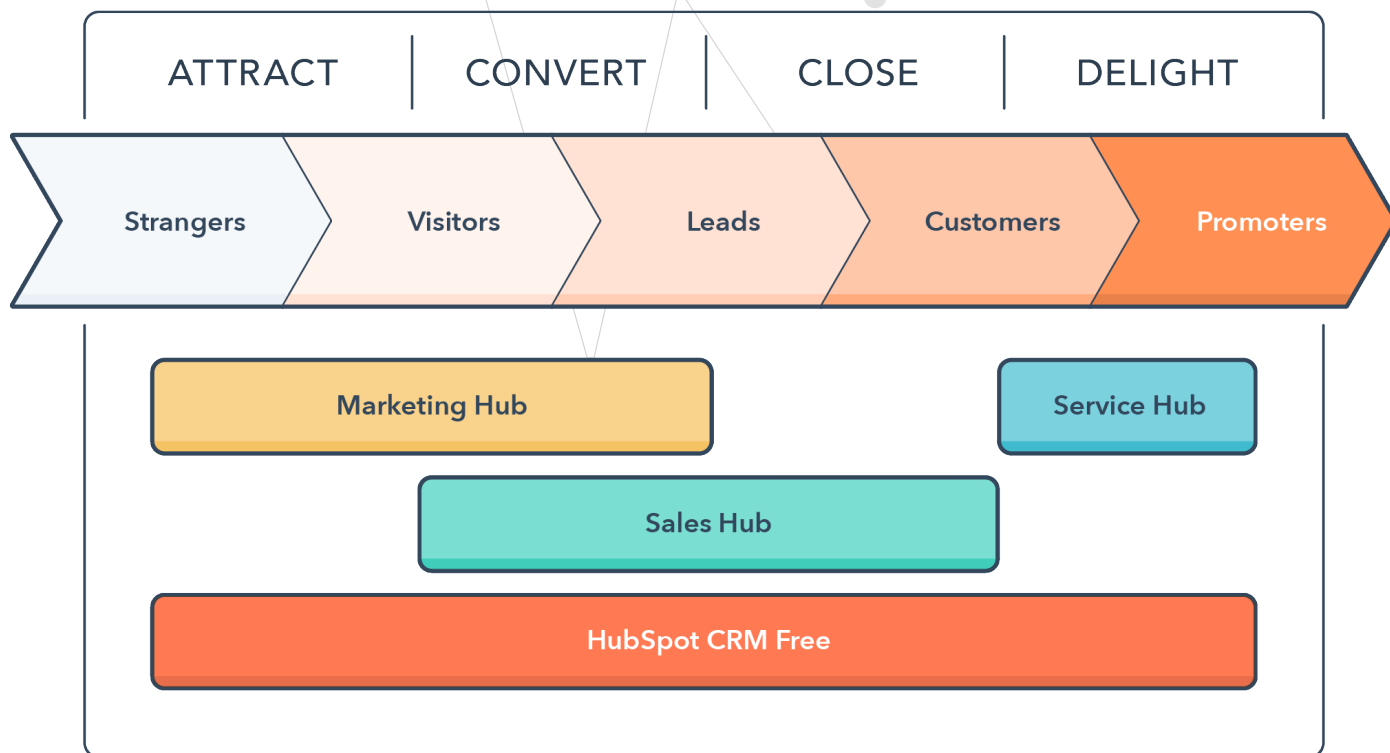 ATTRACT CONVERT CLOSE DELIGHT
Strangers Visitors Leads Customers Promoters
Marketing Hub Service Hub
Sales Hub
HubSpot CRM Free